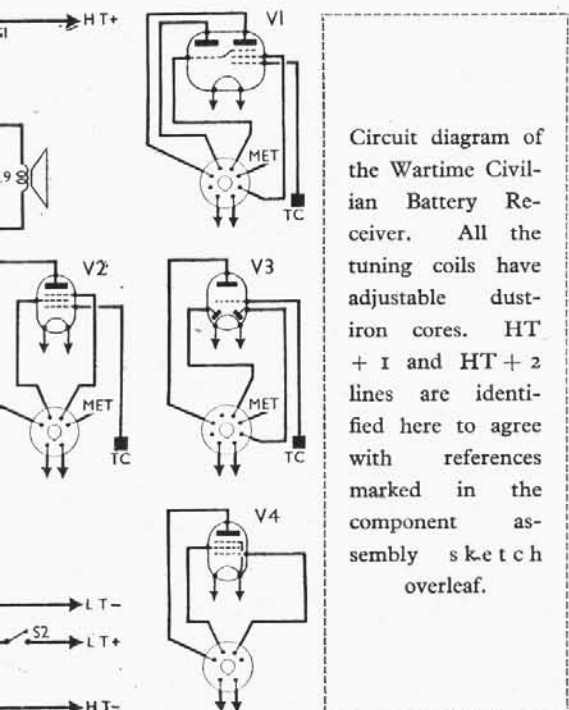 HT+
V1
MET
TC
V2
V3
MET
TC
MET
TC
V4
LT-
S2
LT+
HT-
Circuit diagram of
the Wartime Civil-
ian Battery Re-
ceiver. All the
tuning coils have
adjustable dust-
iron cores. HT
+ 1 and HT + 2
lines are identi-
fied here to agree
with references
marked in the
component as-
sembly sketch
overleaf.